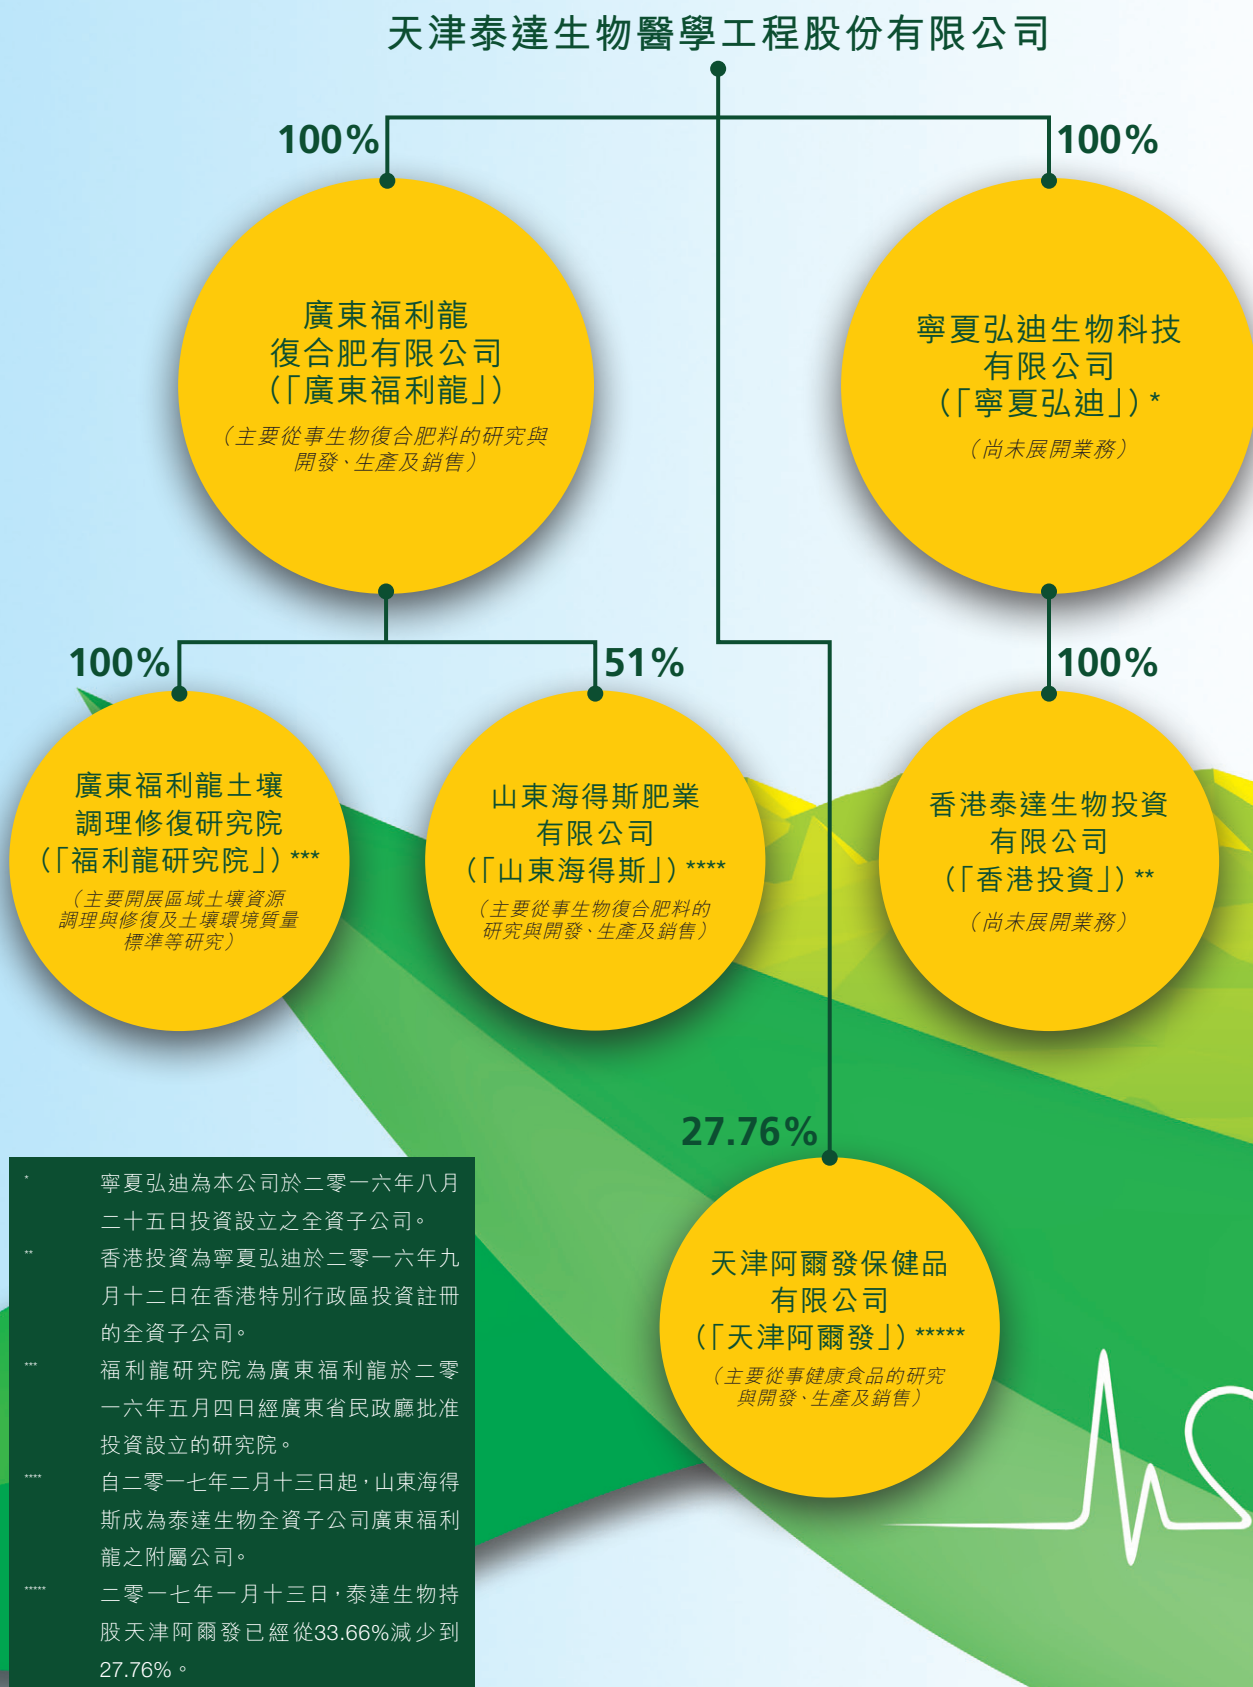 天津泰達生物醫學工程股份有限公司
100%
100%
廣東福利龍
復合肥有限公司
(「廣東福利龍」)
(主要從事生物復合肥料的研究與
開發、生產及銷售)
寧夏弘迪生物科技
有限公司
(「寧夏弘迪」)*
(尚未展開業務)
100%
51%
100%
廣東福利龍土壤
調理修復研究院
(「福利龍研究院」)***
(主要開展區域土壤資源
調理與修復及土壤環境質量
標準等研究)
山東海得斯肥業
有限公司
(「山東海得斯」)****
(主要從事生物復合肥料的
研究與開發、生產及銷售)
香港泰達生物投資
有限公司
(「香港投資」)**
(尚未展開業務)
27.76%
天津阿爾發保健品
有限公司
(「天津阿爾發」)*****
(主要從事健康食品的研究
與開發、生產及銷售)
* 寧夏弘迪為本公司於二零一六年八月
二十五日投資設立之全資子公司。
** 香港投資為寧夏弘迪於二零一六年九
月十二日在香港特別行政區投資註冊
的全資子公司。
*** 福利龍研究院為廣東福利龍於二零
一六年五月四日經廣東省民政廳批准
投資設立的研究院。
**** 自二零一七年二月十三日起,山東海得
斯成為泰達生物全資子公司廣東福利
龍之附屬公司。
***** 二零一七年一月十三日,泰達生物持
股天津阿爾發已經從33.66%減少到
27.76%。